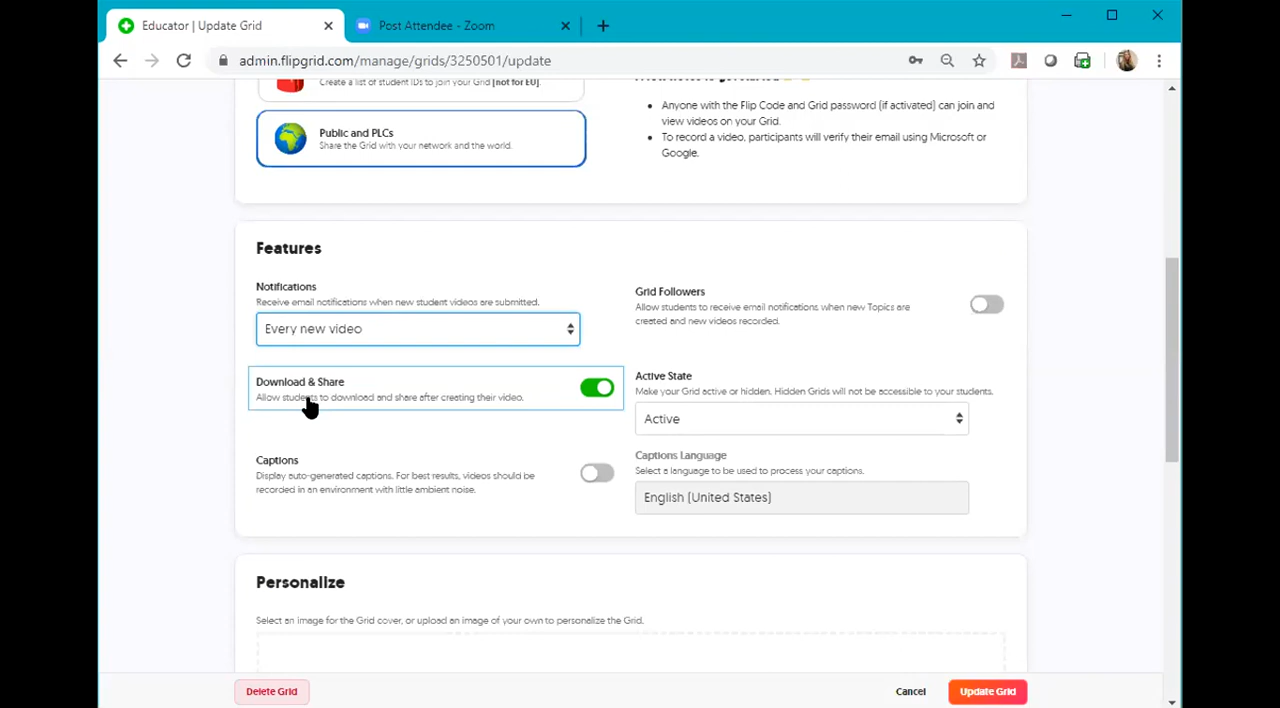 Educator | Update Grid
Post Attendee - Zoom
admin.flipgrid.com/manage/grids/3250501/update
Create a list of student IDs to join your Grid [not for EU].
Public and PLCs
Share the Grid with your network and the world.
Anyone with the Flip Code and Grid password (if activated) can join and
view videos on your Grid.
To record a video, participants will verify their email using Microsoft or
Google.
Features
Notifications
Receive email notifications when new student videos are submitted.
Every new video
Grid Followers
Allow students to receive email notifications when new Topics are
created and new videos recorded.
Download & Share
Allow students to download and share after creating their video.
Active State
Make your Grid active or hidden. Hidden Grids will not be accessible to your students.
Active
Captions
Display auto-generated captions. For best results, videos should be
recorded in an environment with little ambient noise.
Captions Language
Select a language to be used to process your captions.
English (United States)
Personalize
Select an image for the Grid cover, or upload an image of your own to personalize the Grid.
Delete Grid
Cancel
Update Grid